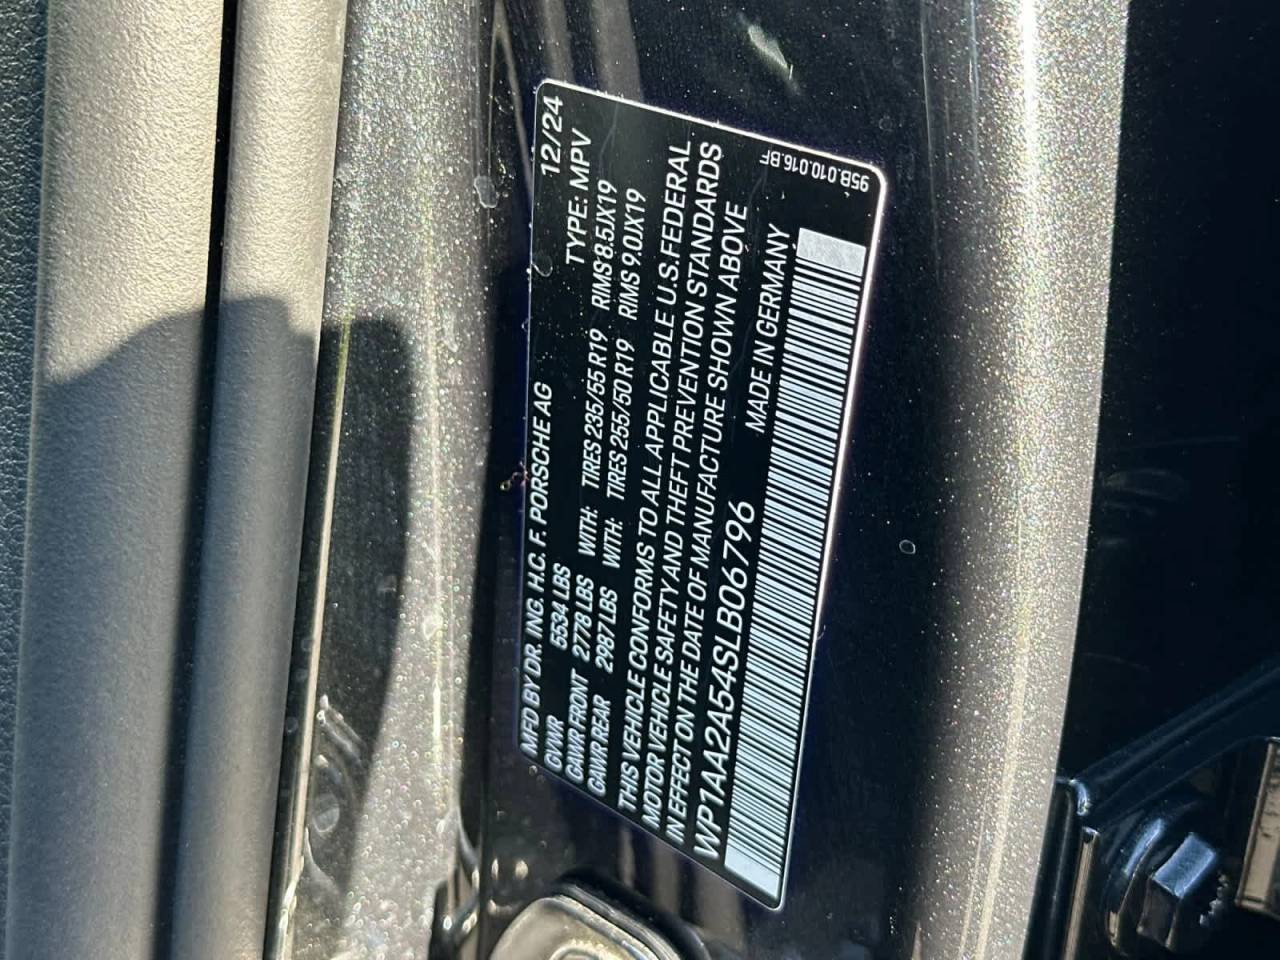 MFD BY DR. ING. H.C. F. PORSCHE AG 12/24
GVWR 5534 LBS TYPE: MPV
GAWR FRONT 2778 LBS WITH: TIRES 235/55 R19 RIMS 8.5JX19
GAWR REAR 2987 LBS WITH: TIRES 255/50 R19 RIMS 9.0JX19
THIS VEHICLE CONFORMS TO ALL APPLICABLE U.S. FEDERAL
MOTOR VEHICLE SAFETY AND THEFT PREVENTION STANDARDS
IN EFFECT ON THE DATE OF MANUFACTURE SHOWN ABOVE
WP1AA2A54SLB06796 MADE IN GERMANY
95B.010.016.BF